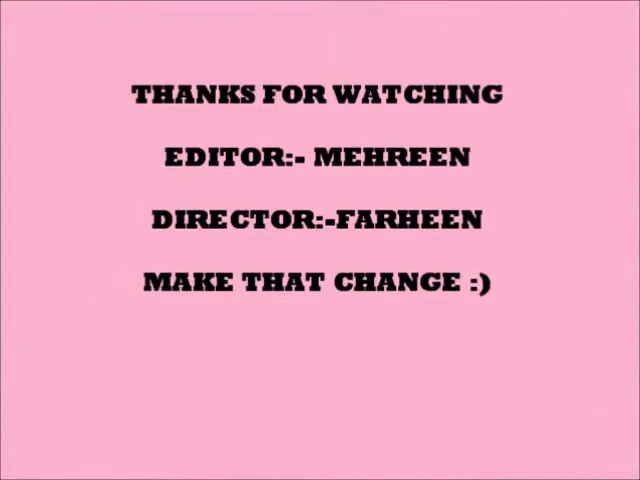 THANKS FOR WATCHING
EDITOR:- MEHREEN
DIRECTOR:-FARHEEN
MAKE THAT CHANGE :)